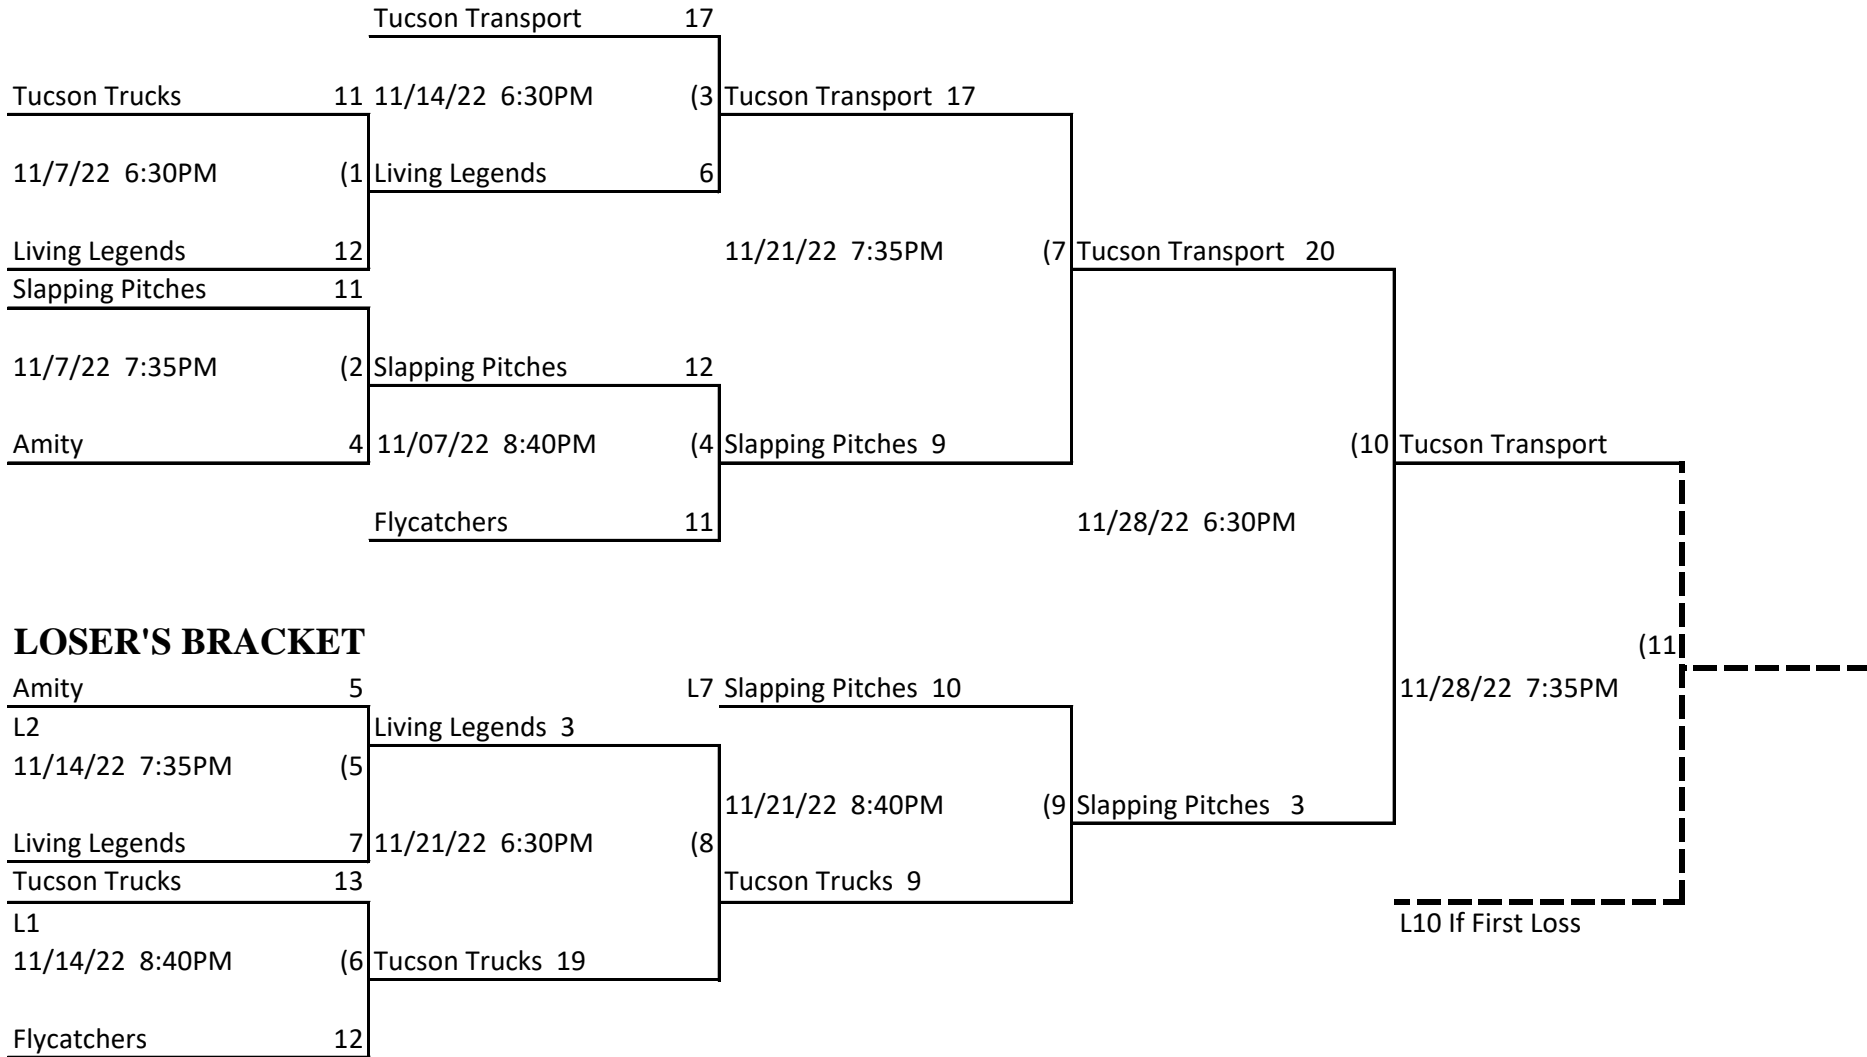 Tucson Transport 17
Tucson Trucks 11 11/14/22 6:30PM (3 Tucson Transport 17
11/7/22 6:30PM (1 Living Legends 6
Living Legends 12 11/21/22 7:35PM (7 Tucson Transport 20
Slapping Pitches 11
11/7/22 7:35PM (2 Slapping Pitches 12
Amity 4 11/07/22 8:40PM (4 Slapping Pitches 9 (10 Tucson Transport
Flycatchers 11 11/28/22 6:30PM
LOSER'S BRACKET (11
Amity 5 L7 Slapping Pitches 10 11/28/22 7:35PM
L2 Living Legends 3
11/14/22 7:35PM (5
11/21/22 8:40PM (9 Slapping Pitches 3
Living Legends 7 11/21/22 6:30PM (8
Tucson Trucks 13 Tucson Trucks 9
L1 L10 If First Loss
11/14/22 8:40PM (6 Tucson Trucks 19
Flycatchers 12